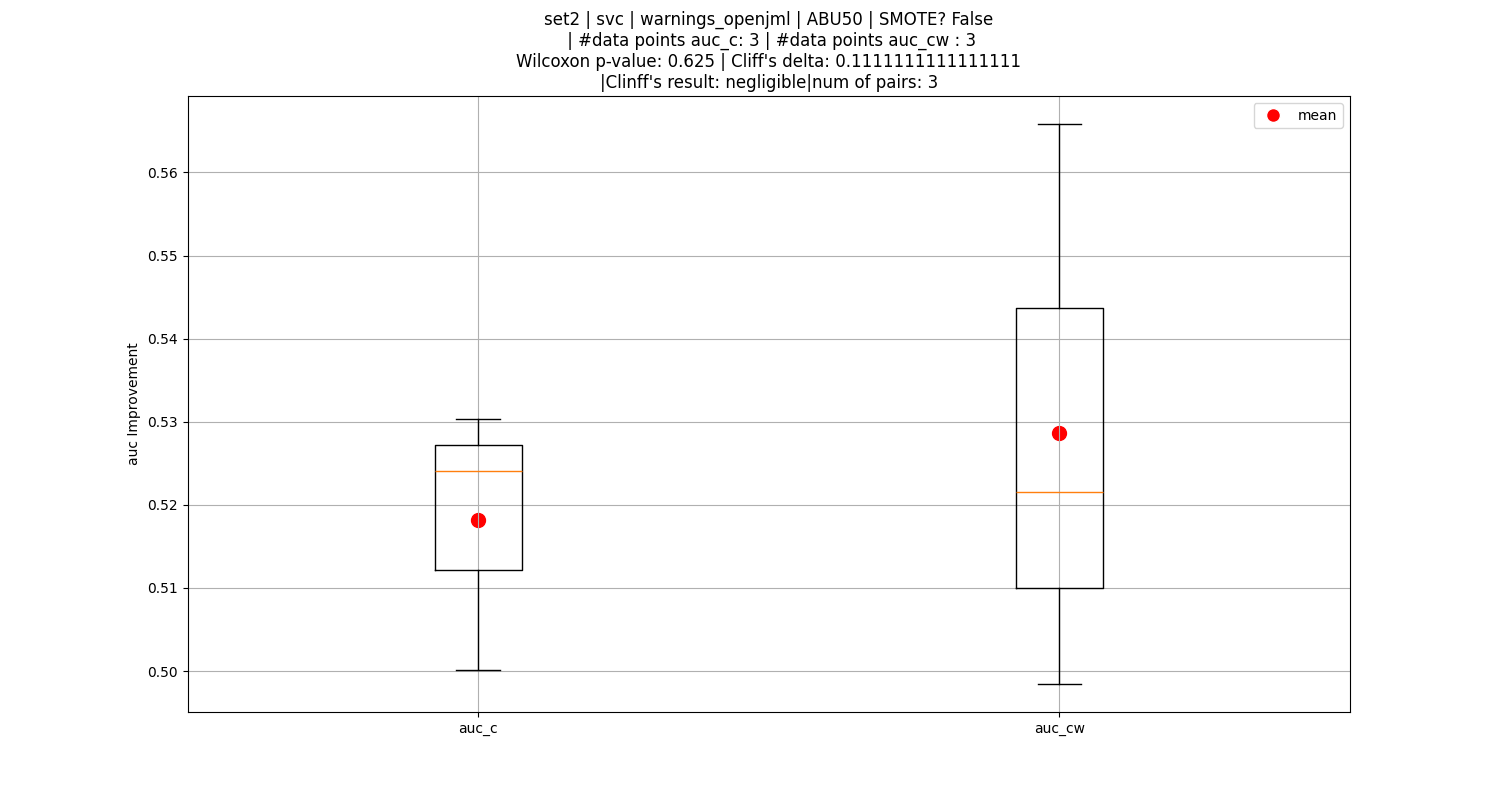 set2 | svc | warnings_openjml | ABU50 | SMOTE? False
| #data points auc_c: 3 | #data points auc_cw : 3
Wilcoxon p-value: 0.625 | Cliff's delta: 0.1111111111111111
|Clinff's result: negligible|num of pairs: 3
mean
0.56
0.55
0.54
0.53
0.52
0.51
0.50
auc Improvement
auc_c
auc_cw